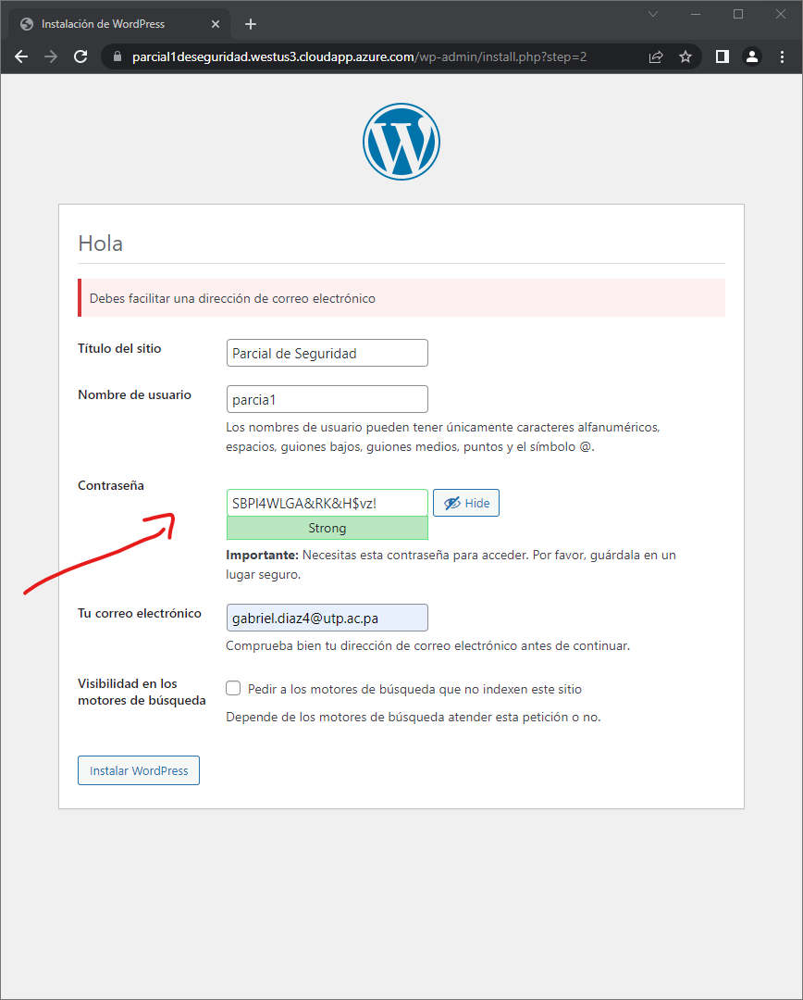 Instalación de WordPress
parcial1deseguridad.westus3.cloudapp.azure.com/wp-admin/install.php?step=2
Hola
Debes facilitar una dirección de correo electrónico
Título del sitio
Parcial de Seguridad
Nombre de usuario
parcia1
Los nombres de usuario pueden tener únicamente caracteres alfanuméricos,
espacios, guiones bajos, guiones medios, puntos y el símbolo @.
Contraseña
SBPI4WLGA&RK&H$vz!
Hide
Strong
Importante: Necesitas esta contraseña para acceder. Por favor, guárdala en un
lugar seguro.
Tu correo electrónico
gabriel.diaz4@utp.ac.pa
Comprueba bien tu dirección de correo electrónico antes de continuar.
Visibilidad en los
motores de búsqueda
Pedir a los motores de búsqueda que no indexen este sitio
Depende de los motores de búsqueda atender esta petición o no.
Instalar WordPress